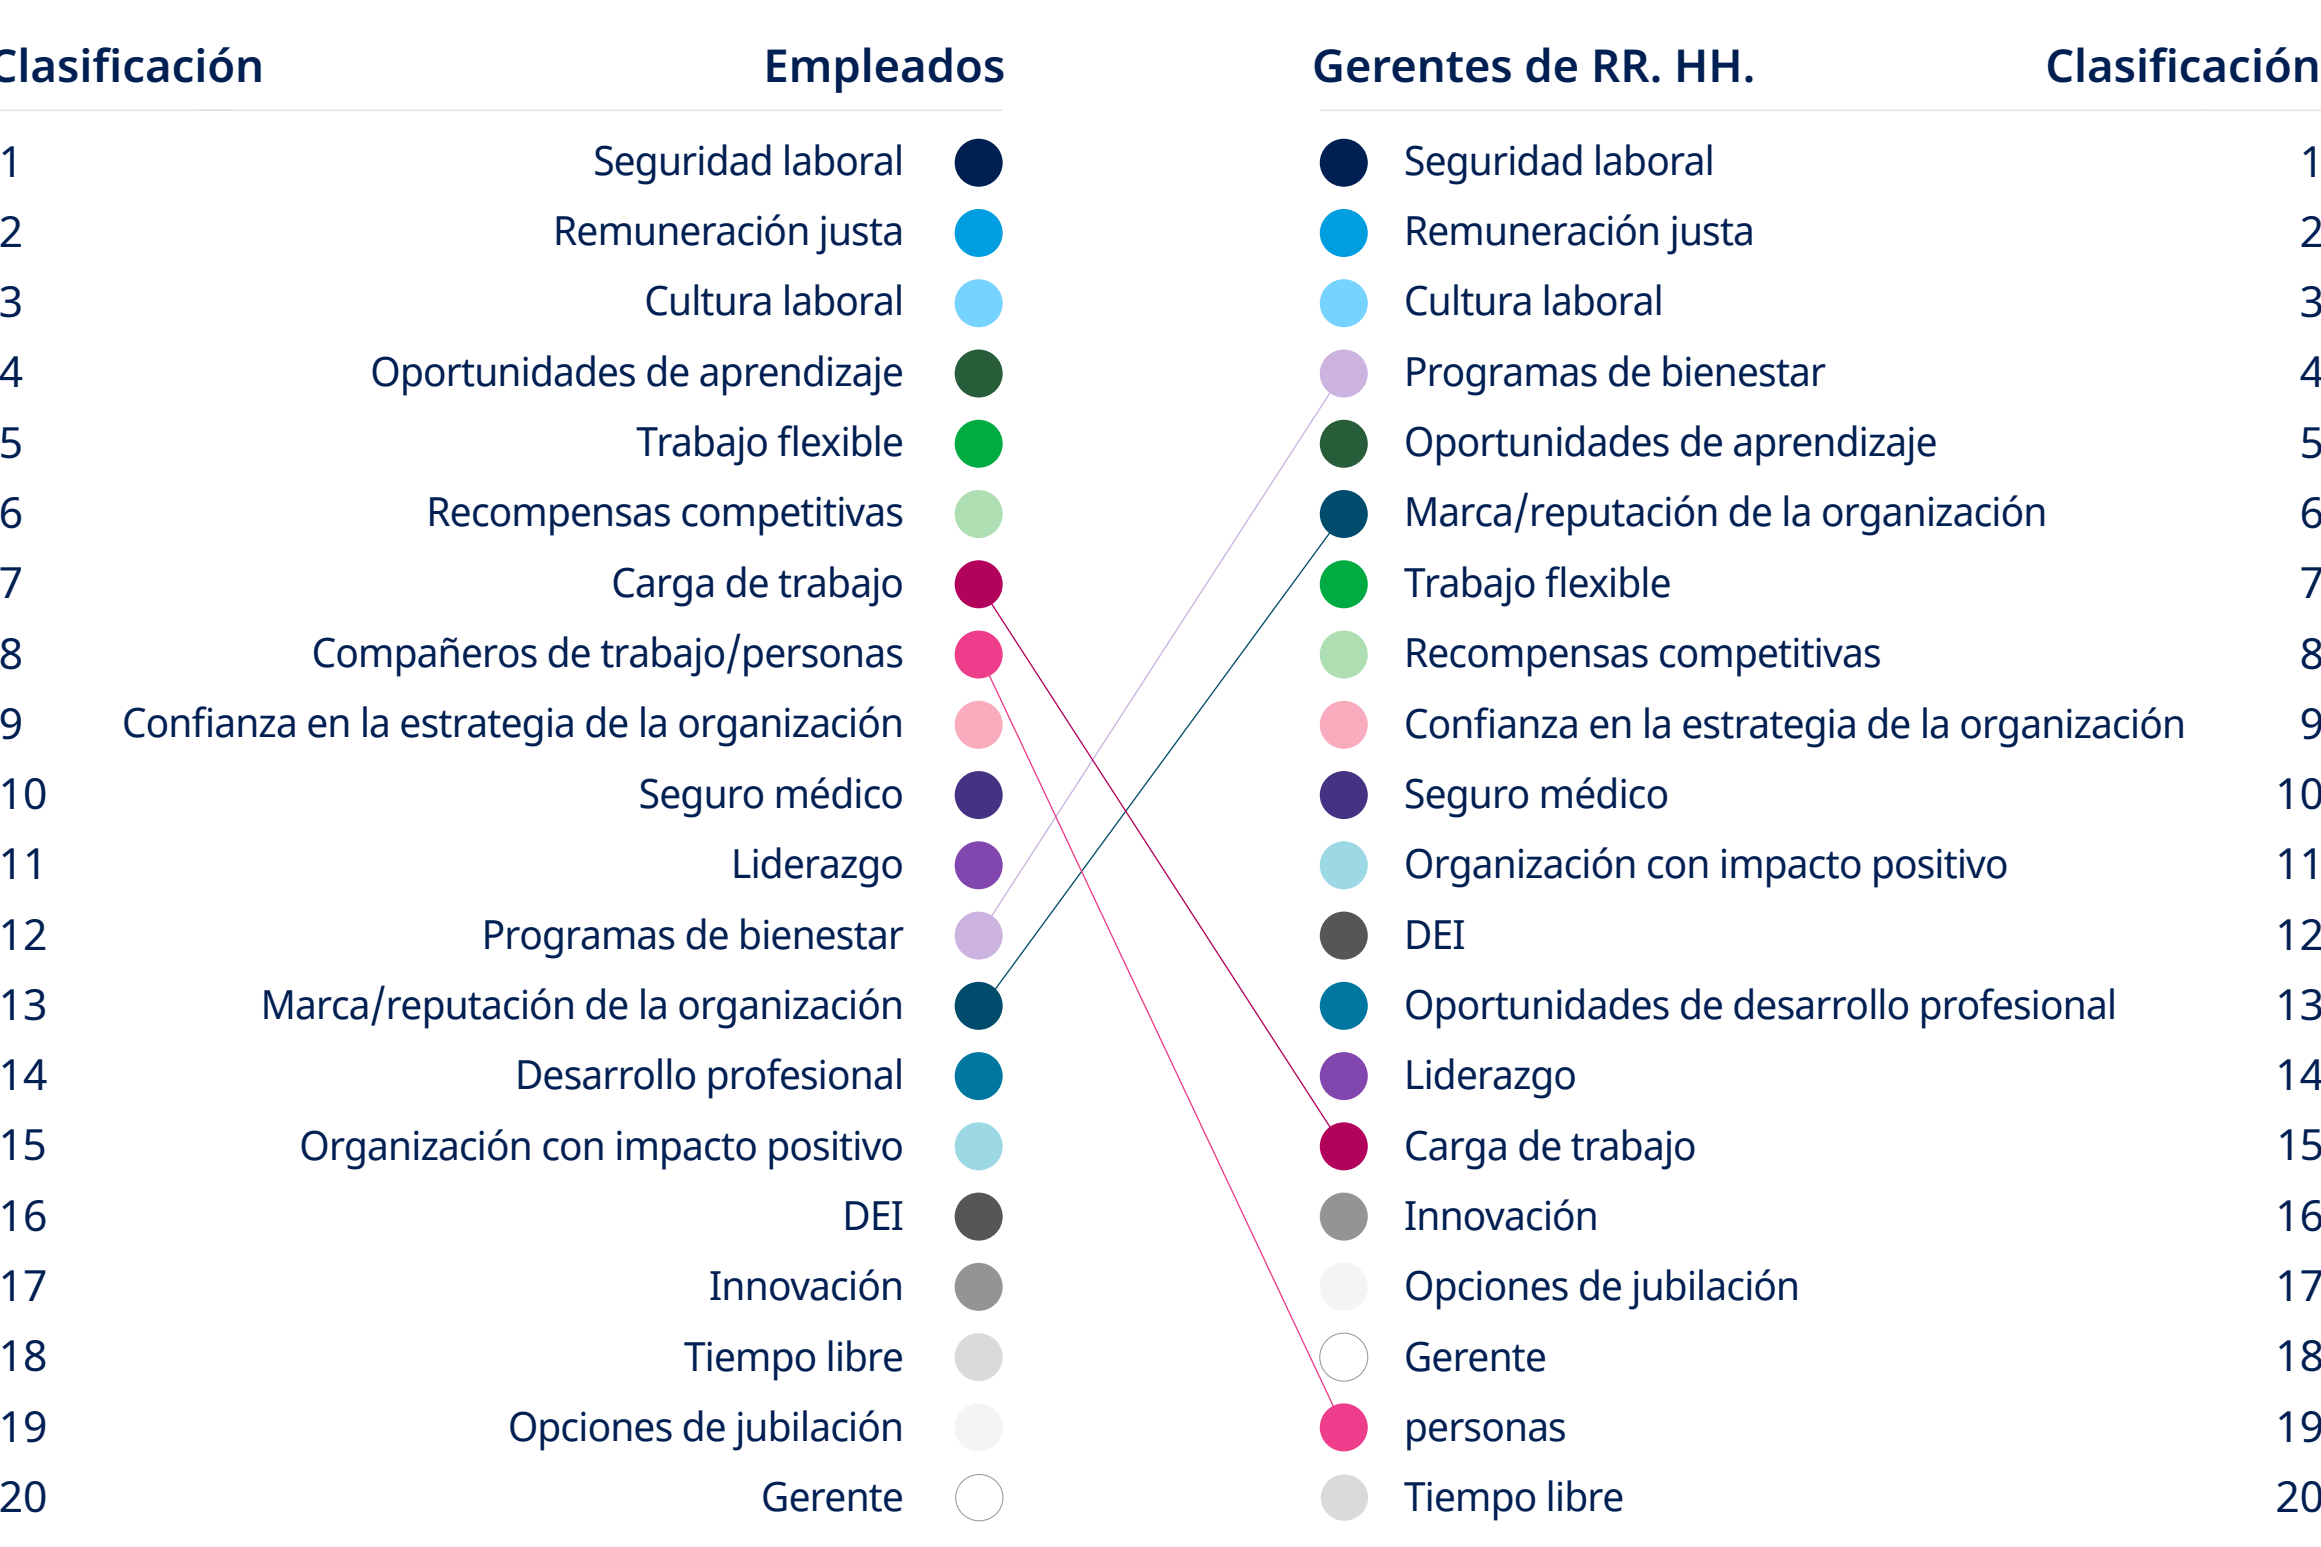 Clasificación Empleados Gerentes de RR. HH. Clasificación
1 Seguridad laboral Seguridad laboral 1
2 Remuneración justa Remuneración justa 2
3 Cultura laboral Cultura laboral 3
4 Oportunidades de aprendizaje Programas de bienestar 4
5 Trabajo flexible Oportunidades de aprendizaje 5
6 Recompensas competitivas Marca/reputación de la organización 6
7 Carga de trabajo Trabajo flexible 7
8 Compañeros de trabajo/personas Recompensas competitivas 8
9 Confianza en la estrategia de la organización Confianza en la estrategia de la organización 9
10 Seguro médico Seguro médico 10
11 Liderazgo Organización con impacto positivo 11
12 Programas de bienestar DEI 12
13 Marca/reputación de la organización Oportunidades de desarrollo profesional 13
14 Desarrollo profesional Liderazgo 14
15 Organización con impacto positivo Carga de trabajo 15
16 DEI Innovación 16
17 Innovación Opciones de jubilación 17
18 Tiempo libre Gerente 18
19 Opciones de jubilación personas 19
20 Gerente Tiempo libre 20